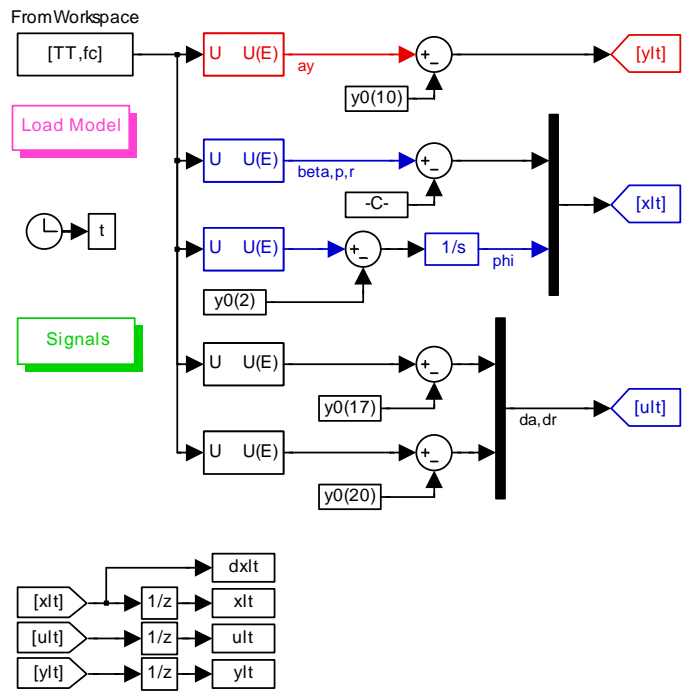 FromWorkspace
[TT,fc]
U U(E)
ay
+
−
y0(10)
[ylt]
Load Model
U U(E)
beta,p,r
+
−
-C-
[xlt]
t
U U(E)
+
−
1/s
phi
y0(2)
Signals
U U(E)
+
−
y0(17)
da,dr
[ult]
U U(E)
+
−
y0(20)
dxlt
[xlt] 1/z xlt
[ult] 1/z ult
[ylt] 1/z ylt